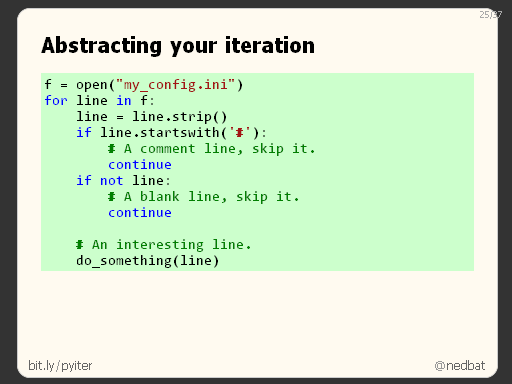 25/37
Abstracting your iteration
f = open("my_config.ini")
for line in f:
    line = line.strip()
    if line.startswith('#'):
        # A comment line, skip it.
        continue
    if not line:
        # A blank line, skip it.
        continue

    # An interesting line.
    do_something(line)
bit.ly/pyiter
@nedbat